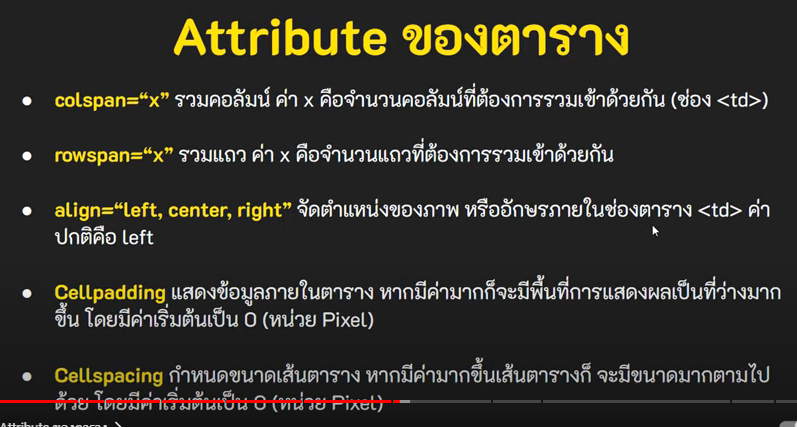 Attribute ของตาราง
● colspan=“x” รวมคอลัมน์ ค่า x คือจำนวนคอลัมน์ที่ต้องการรวมเข้าด้วยกัน (ช่อง <td>)
● rowspan=“x” รวมแถว ค่า x คือจำนวนแถวที่ต้องการรวมเข้าด้วยกัน
● align=“left, center, right” จัดตำแหน่งของภาพ หรืออักษรภายในช่องตาราง <td> ค่า
ปกติคือ left
● Cellpadding แสดงข้อมูลภายในตาราง หากมีค่ามากก็จะมีพื้นที่การแสดงผลเป็นที่ว่างมาก
ขึ้น โดยมีค่าเริ่มต้นเป็น 0 (หน่วย Pixel)
● Cellspacing กำหนดขนาดเส้นตาราง หากมีค่ามากขึ้นเส้นตารางก็ จะมีขนาดมากตามไป
ด้วย โดยมีค่าเริ่มต้นเป็น 0 (หน่วย Pixel)
Attribute ของตาราง